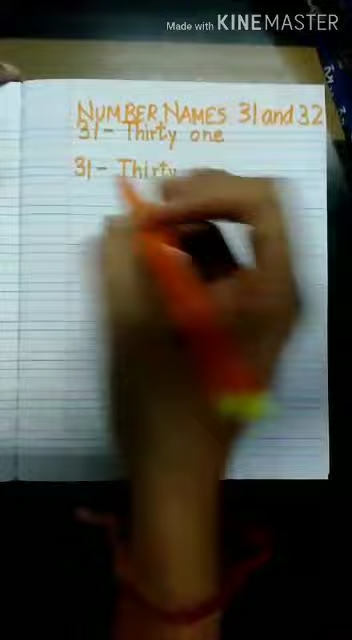 Made with KINEMASTER
NUMBER NAMES 31 and 32
31 - Thirty one
31 - Thirty